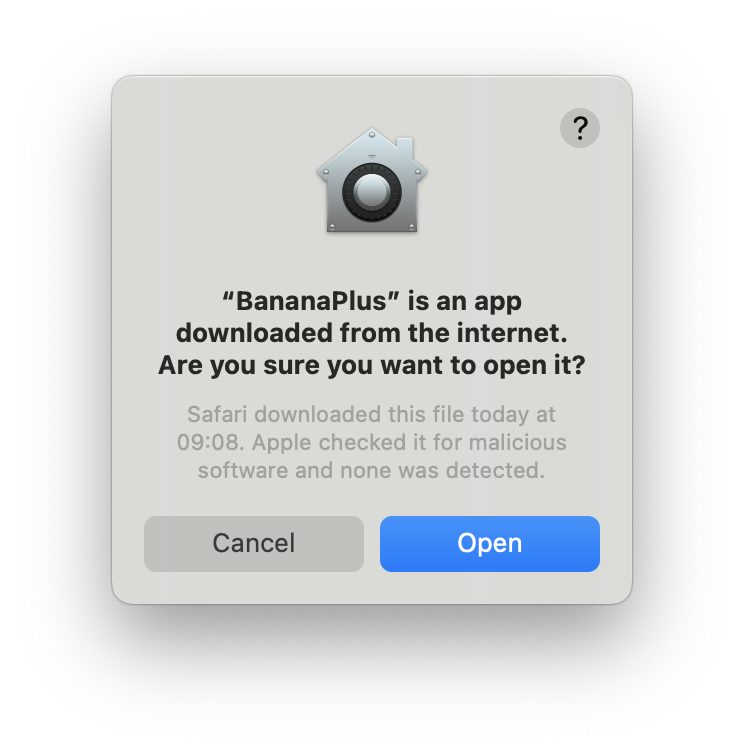 ?
“BananaPlus” is an app
downloaded from the internet.
Are you sure you want to open it?
Safari downloaded this file today at
09:08. Apple checked it for malicious
software and none was detected.
Cancel
Open